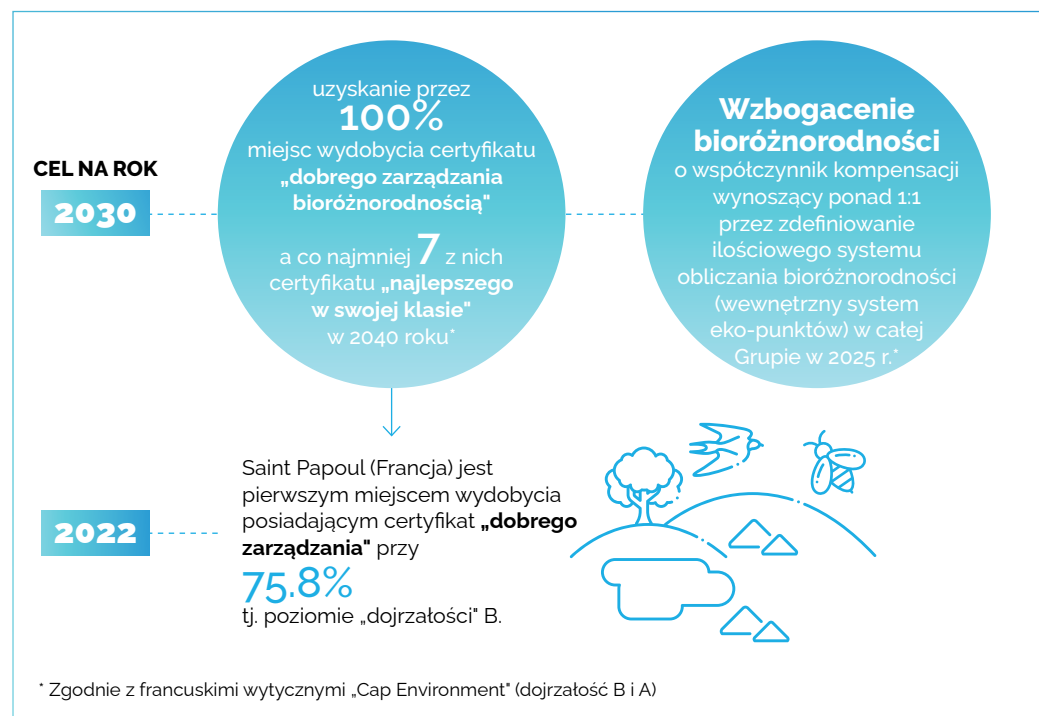 CEL NA ROK
2030
uzyskanie przez
100%
miejsc wydobycia certyfikatu
„dobrego zarządzania
bioróżnorodnością"
a co najmniej 7 z nich
certyfikatu „najlepszego
w swojej klasie"
w 2040 roku*
Wzbogacenie
bioróżnorodności
o współczynnik kompensacji
wynoszący ponad 1:1
przez zdefiniowanie
ilościowego systemu
obliczania bioróżnorodności
(wewnętrzny system
eko-punktów) w całej
Grupie w 2025 r.*
2022
Saint Papoul (Francja) jest
pierwszym miejscem wydobycia
posiadającym certyfikat „dobrego
zarządzania" przy
75.8%
tj. poziomie „dojrzałości" B.
* Zgodnie z francuskimi wytycznymi „Cap Environment" (dojrzałość B i A)